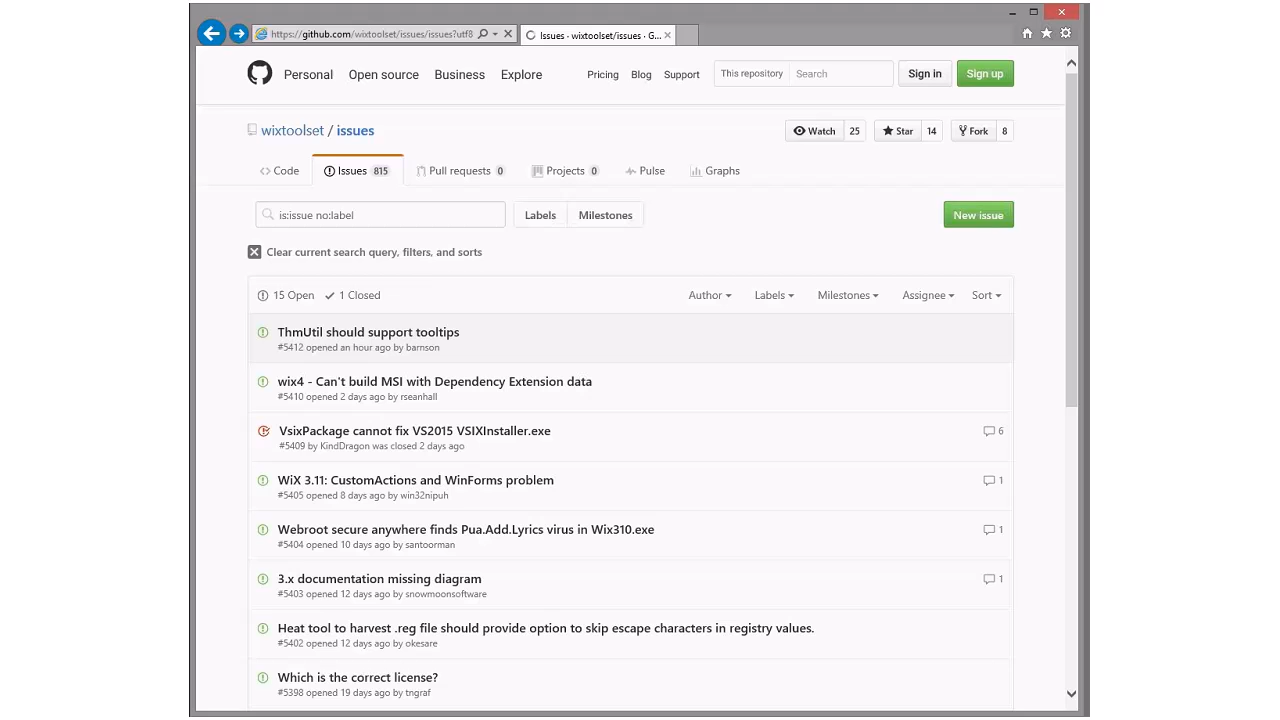 https://github.com/wixtoolset/issues/issues?utf8
Issues · wixtoolset/issues · G...
Personal Open source Business Explore Pricing Blog Support This repository Search Sign in Sign up
wixtoolset / issues Watch 25 Star 14 Fork 8
Code Issues 815 Pull requests 0 Projects 0 Pulse Graphs
is:issue no:label Labels Milestones New issue
Clear current search query, filters, and sorts
15 Open 1 Closed Author Labels Milestones Assignee Sort
ThmUtil should support tooltips
#5412 opened an hour ago by barnson
wix4 - Can't build MSI with Dependency Extension data
#5410 opened 2 days ago by rseanhall
VsixPackage cannot fix VS2015 VSIXInstaller.exe 6
#5409 by KindDragon was closed 2 days ago
WiX 3.11: CustomActions and WinForms problem 1
#5405 opened 8 days ago by win32nipuh
Webroot secure anywhere finds Pua.Add.Lyrics virus in Wix310.exe 1
#5404 opened 10 days ago by santoorman
3.x documentation missing diagram 1
#5403 opened 12 days ago by snowmoonsoftware
Heat tool to harvest .reg file should provide option to skip escape characters in registry values.
#5402 opened 12 days ago by okesare
Which is the correct license?
#5398 opened 19 days ago by tngraf